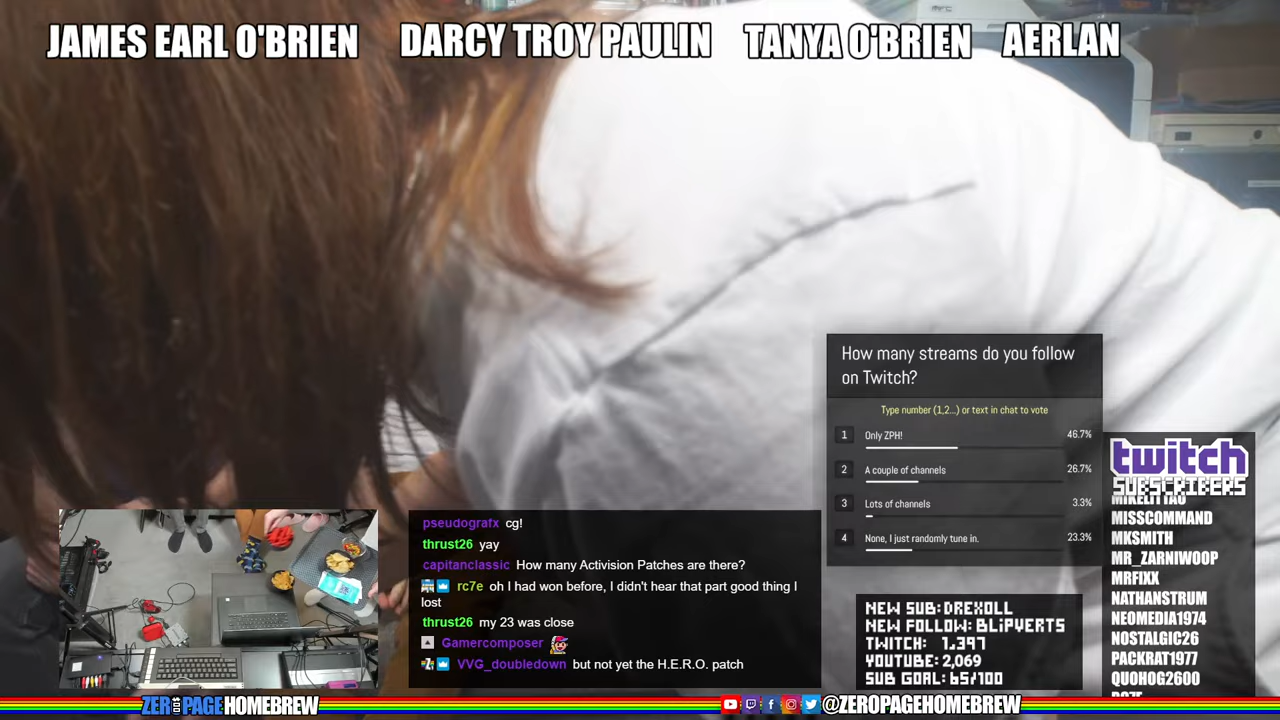 JAMES EARL O'BRIEN DARCY TROY PAULIN TANYA O'BRIEN AERLAN
How many streams do you follow
on Twitch?
Type number (1,2...) or text in chat to vote
1 Only ZPH! 46.7%
2 A couple of channels 26.7%
3 Lots of channels 3.3%
4 None, I just randomly tune in. 23.3%
twitch
SUBSCRIBERS
MISSCOMMAND
MKSMITH
MR_ZARNIWOOP
MRFIXX
NATHANSTRUM
NEOMEDIA1974
NOSTALGIC26
PACKRAT1977
QUOHOG2600
pseudografx cg!
thrust26 yay
capitanclassic How many Activision Patches are there?
rc7e oh I had won before, I didn't hear that part good thing I
lost
thrust26 my 23 was close
Gamercomposer
VVG_doubledown but not yet the H.E.R.O. patch
NEW SUB: DREXOLL
NEW FOLLOW: BLIPVERTS
TWITCH: 1,397
YOUTUBE: 2,069
SUB GOAL: 65/100
ZEROPAGEHOMEBREW
@ZEROPAGEHOMEBREW